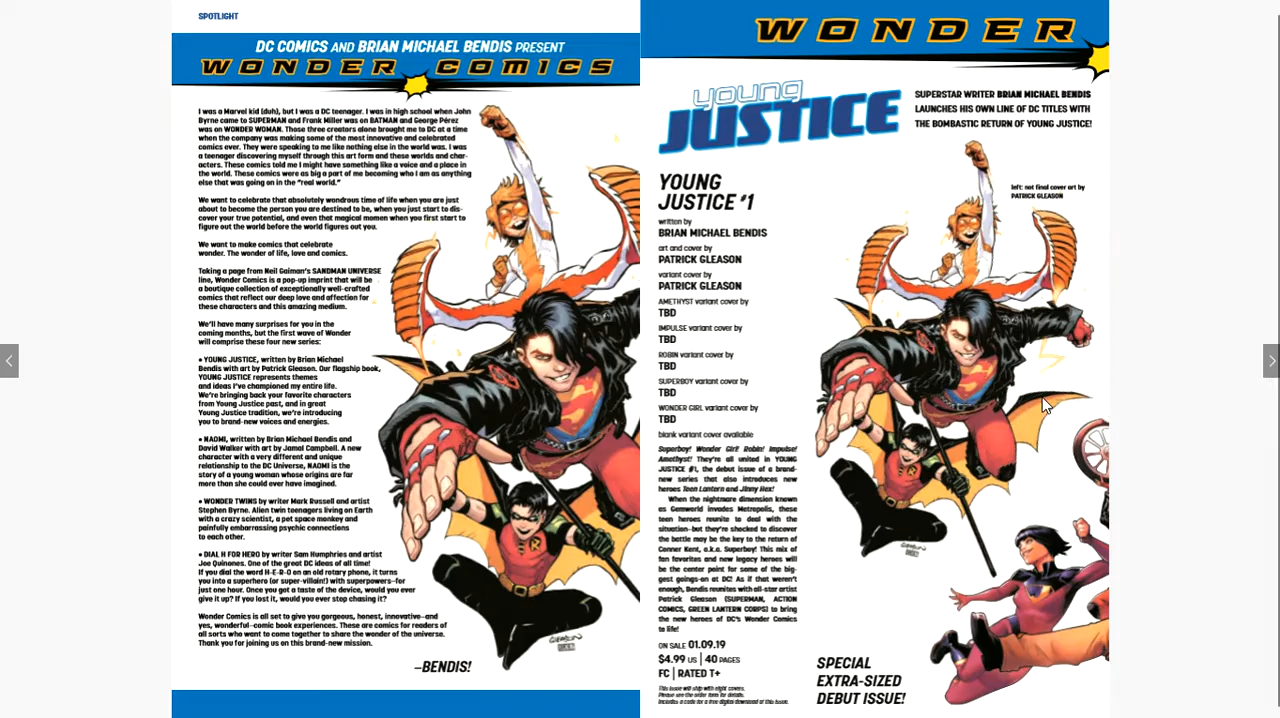 SPOTLIGHT
DC COMICS AND BRIAN MICHAEL BENDIS PRESENT
WONDER COMICS
I was a Marvel kid (duh), but I was a DC teenager. I was in high school when John
Byrne came to SUPERMAN and Frank Miller was on BATMAN and George Pérez
was on WONDER WOMAN. Those three creators alone brought me to DC at a time
when the company was making some of the most innovative and celebrated
comics ever. They were speaking to me like nothing else in the world was. I was
a teenager discovering myself through this art form and these worlds and char-
acters. These comics told me I might have something like a voice and a place in
the world. These comics were as big a part of me becoming who I am as anything
else that was going on in the "real world."
We want to celebrate that absolutely wondrous time of life when you are just
about to become the person you are destined to be, when you just start to dis-
cover your true potential, and even that magical moment when you first start to
figure out the world before the world figures out you.
We want to make comics that celebrate
wonder. The wonder of life, love and comics.
Taking a page from Neil Gaiman's SANDMAN UNIVERSE
line, Wonder Comics is a pop-up imprint that will be
a boutique collection of exceptionally well-crafted
comics that reflect our deep love and affection for
these characters and this amazing medium.
We'll have many surprises for you in the
coming months, but the first wave of Wonder
will comprise these four new series:
• YOUNG JUSTICE, written by Brian Michael
Bendis with art by Patrick Gleason. Our flagship book,
YOUNG JUSTICE represents themes
and ideas I've championed my entire life.
We're bringing back your favorite characters
from Young Justice past, and in great
Young Justice tradition, we're introducing
you to brand-new voices and energies.
• NAOMI, written by Brian Michael Bendis and
David Walker with art by Jamal Campbell. A new
character with a very different and unique
relationship to the DC Universe, NAOMI is the
story of a young woman whose origins are far
more than she could ever have imagined.
• WONDER TWINS by writer Mark Russell and artist
Stephen Byrne. Alien twin teenagers living on Earth
with a crazy scientist, a pet space monkey and
painfully embarrassing psychic connections
to each other.
• DIAL H FOR HERO by writer Sam Humphries and artist
Joe Quinones. One of the great DC ideas of all time!
If you dial the word H-E-R-O on an old rotary phone, it turns
you into a superhero (or super-villain!) with superpowers—for
just one hour. Once you got a taste of the device, would you ever
give it up? If you lost it, would you ever stop chasing it?
Wonder Comics is all set to give you gorgeous, honest, innovative—and
yes, wonderful—comic book experiences. These are comics for readers of
all sorts who want to come together to share the wonder of the universe.
Thank you for joining us on this brand-new mission.
—BENDIS!
GLEASON
WONDER
young
JUSTICE
SUPERSTAR WRITER BRIAN MICHAEL BENDIS
LAUNCHES HIS OWN LINE OF DC TITLES WITH
THE BOMBASTIC RETURN OF YOUNG JUSTICE!
left: not final cover art by
PATRICK GLEASON
YOUNG
JUSTICE #1
written by
BRIAN MICHAEL BENDIS
art and cover by
PATRICK GLEASON
variant cover by
PATRICK GLEASON
AMETHYST variant cover by
TBD
IMPULSE variant cover by
TBD
ROBIN variant cover by
TBD
SUPERBOY variant cover by
TBD
WONDER GIRL variant cover by
TBD
blank variant cover available
Superboy! Wonder Girl! Robin! Impulse!
Amethyst! They're all united in YOUNG
JUSTICE #1, the debut issue of a brand-
new series that also introduces new
heroes Teen Lantern and Jinny Hex!
When the nightmare dimension known
as Gemworld invades Metropolis, these
teen heroes reunite to deal with the
situation—but they're shocked to discover
the battle may be the key to the return of
Conner Kent, a.k.a. Superboy! This mix of
fan favorites and new legacy heroes will
be the center point for some of the big-
gest goings-on at DC! As if that weren't
enough, Bendis reunites with all-star artist
Patrick Gleason (SUPERMAN, ACTION
COMICS, GREEN LANTERN CORPS) to bring
the new heroes of DC's Wonder Comics
to life!
ON SALE 01.09.19
$4.99 US | 40 PAGES
FC | RATED T+
This issue will ship with eight covers.
Please see the order form for details.
Includes a code for a free digital download of this issue.
GLEASON
SPECIAL
EXTRA-SIZED
DEBUT ISSUE!